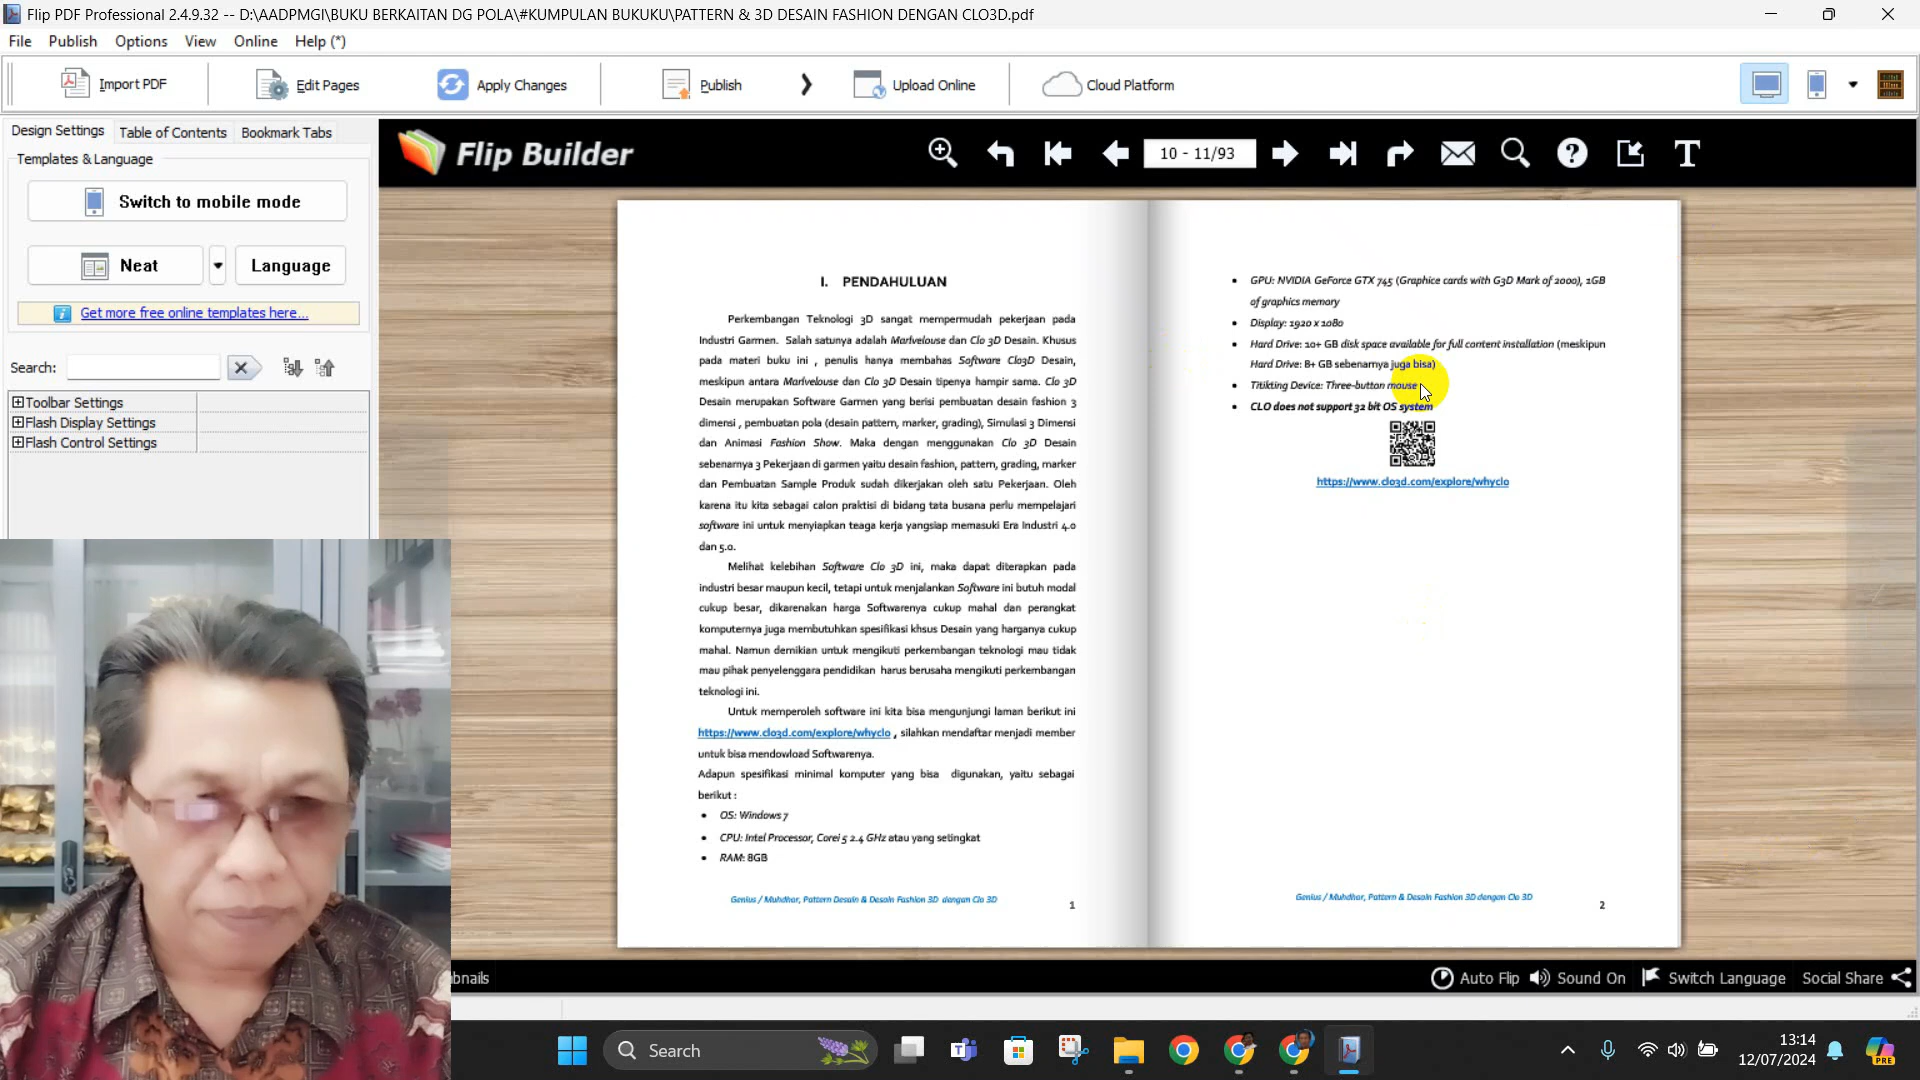 Flip PDF Professional 2.4.9.32 -- D:\AADPMGI\BUKU BERKAITAN DG POLA\#KUMPULAN BUKUKU\PATTERN & 3D DESAIN FASHION DENGAN CLO3D.pdf
File Publish Options View Online Help (*)
Import PDF Edit Pages Apply Changes Publish Upload Online Cloud Platform
Design Settings Table of Contents Bookmark Tabs
Templates & Language
Switch to mobile mode
Neat Language
Get more free online templates here...
Search:
Toolbar Settings
Flash Display Settings
Flash Control Settings
Flip Builder
10 - 11/93
I. PENDAHULUAN
Perkembangan Teknologi 3D sangat mempermudah pekerjaan pada
Industri Garmen. Salah satunya adalah Marlvelouse dan Clo 3D Desain. Khusus
pada materi buku ini , penulis hanya membahas Software Clo3D Desain,
meskipun antara Marlvelouse dan Clo 3D Desain tipenya hampir sama. Clo 3D
Desain merupakan Software Garmen yang berisi pembuatan desain fashion 3
dimensi , pembuatan pola (desain pattern, marker, grading), Simulasi 3 Dimensi
dan Animasi Fashion Show. Maka dengan menggunakan Clo 3D Desain
sebenarnya 3 Pekerjaan di garmen yaitu desain fashion, pattern, grading, marker
dan Pembuatan Sample Produk sudah dikerjakan oleh satu Pekerjaan. Oleh
karena itu kita sebagai calon praktisi di bidang tata busana perlu mempelajari
software ini untuk menyiapkan teaga kerja yangsiap memasuki Era Industri 4.0
dan 5.0.
Melihat kelebihan Software Clo 3D ini, maka dapat diterapkan pada
industri besar maupun kecil, tetapi untuk menjalankan Software ini butuh modal
cukup besar, dikarenakan harga Softwarenya cukup mahal dan perangkat
komputernya juga membutuhkan spesifikasi khsus Desain yang harganya cukup
mahal. Namun demikian untuk mengikuti perkembangan teknologi mau tidak
mau pihak penyelenggara pendidikan harus berusaha mengikuti perkembangan
teknologi ini.
Untuk memperoleh software ini kita bisa mengunjungi laman berikut ini
https://www.clo3d.com/explore/whyclo , silahkan mendaftar menjadi member
untuk bisa mendowload Softwarenya.
Adapun spesifikasi minimal komputer yang bisa digunakan, yaitu sebagai
berikut :
• OS: Windows 7
• CPU: Intel Processor, Corei 5 2.4 GHz atau yang setingkat
• RAM: 8GB
Genius / Muhdhar, Pattern Desain & Desain Fashion 3D dengan Clo 3D 1
• GPU: NVIDIA GeForce GTX 745 (Graphice cards with G3D Mark of 2000), 1GB
of graphics memory
• Display: 1920 x 1080
• Hard Drive: 10+ GB disk space available for full content installation (meskipun
Hard Drive: 8+ GB sebenarnya juga bisa)
• Titikting Device: Three-button mouse
• CLO does not support 32 bit OS system
https://www.clo3d.com/explore/whyclo
Genius / Muhdhar, Pattern & Desain Fashion 3D dengan Clo 3D 2
Auto Flip Sound On Switch Language Social Share
Search
13:14
12/07/2024
PRE